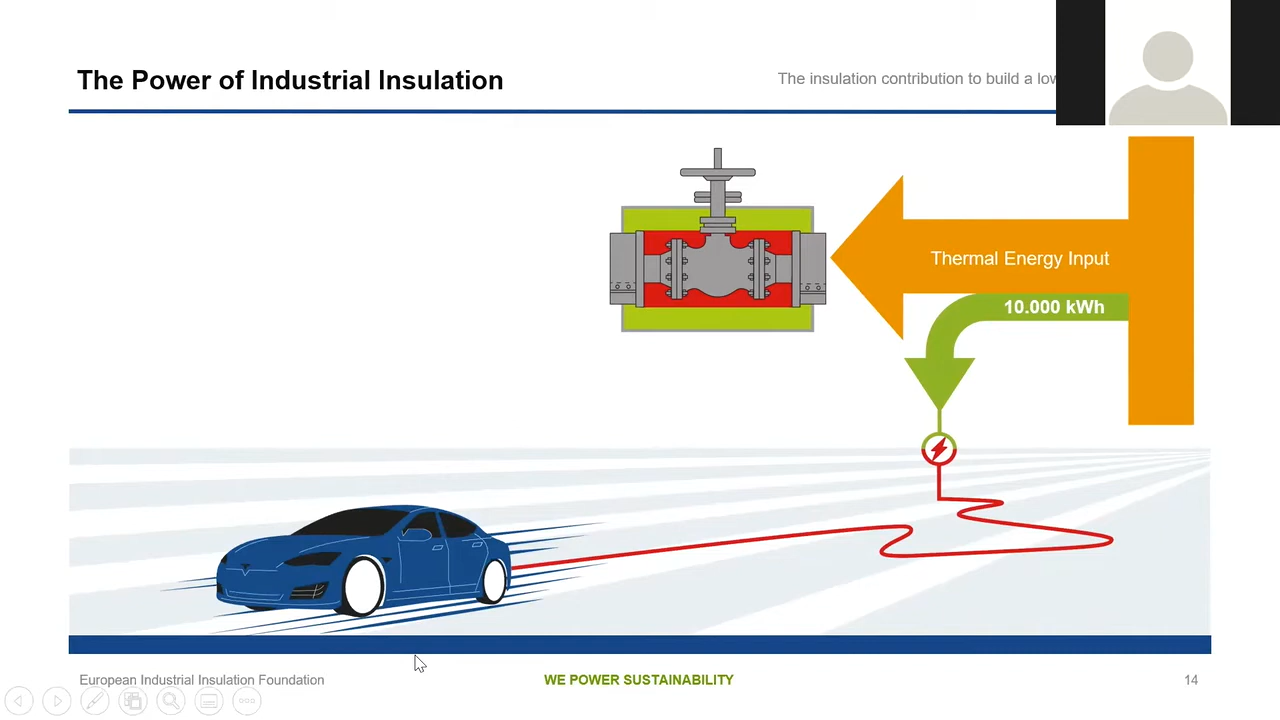 The Power of Industrial Insulation
The insulation contribution to build a low
Thermal Energy Input
10.000 kWh
European Industrial Insulation Foundation
WE POWER SUSTAINABILITY
14